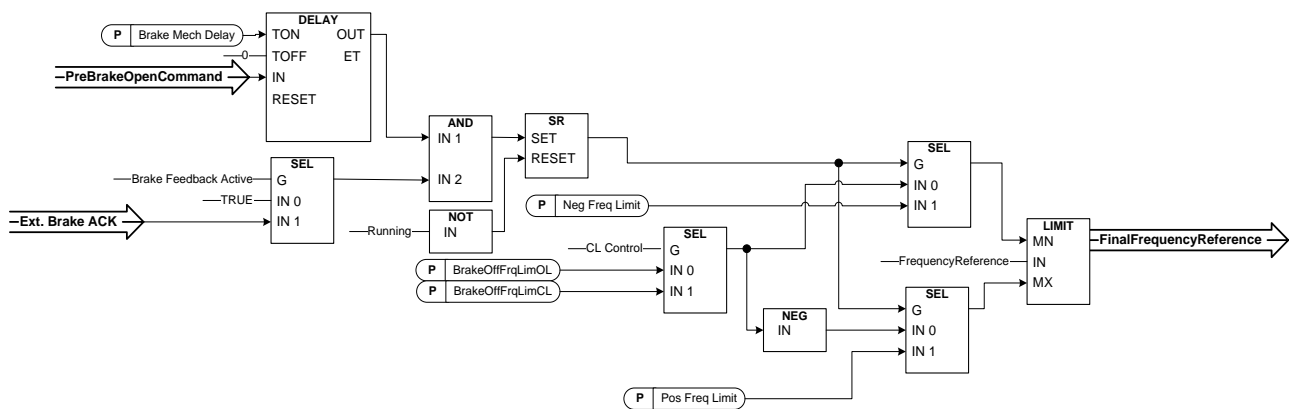 DELAY
P Brake Mech Delay
TON OUT
0
TOFF ET
PreBrakeOpenCommand
IN
RESET
AND
IN 1
IN 2
SR
SET
RESET
SEL
Brake Feedback Active
G
TRUE
IN 0
Ext. Brake ACK
IN 1
Running
NOT
IN
P Neg Freq Limit
SEL
G
IN 0
IN 1
CL Control
SEL
G
P BrakeOffFrqLimOL
IN 0
P BrakeOffFrqLimCL
IN 1
LIMIT
MN
FrequencyReference
IN
MX
FinalFrequencyReference
NEG
IN
SEL
G
IN 0
IN 1
P Pos Freq Limit